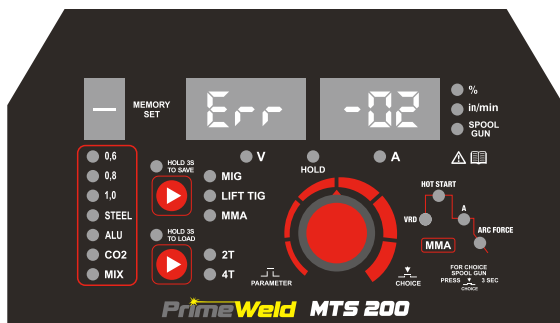 –
MEMORY
SET
Err
-02
%
in/min
SPOOL
GUN
V
HOLD
A
0,6
0,8
1,0
STEEL
ALU
CO2
MIX
HOLD 3S
TO SAVE
HOLD 3S
TO LOAD
MIG
LIFT TIG
MMA
2T
4T
PARAMETER
CHOICE
HOT START
VRD
A
ARC FORCE
MMA
FOR CHOICE
SPOOL GUN
PRESS 3 SEC
CHOICE
PrimeWeld MTS 200